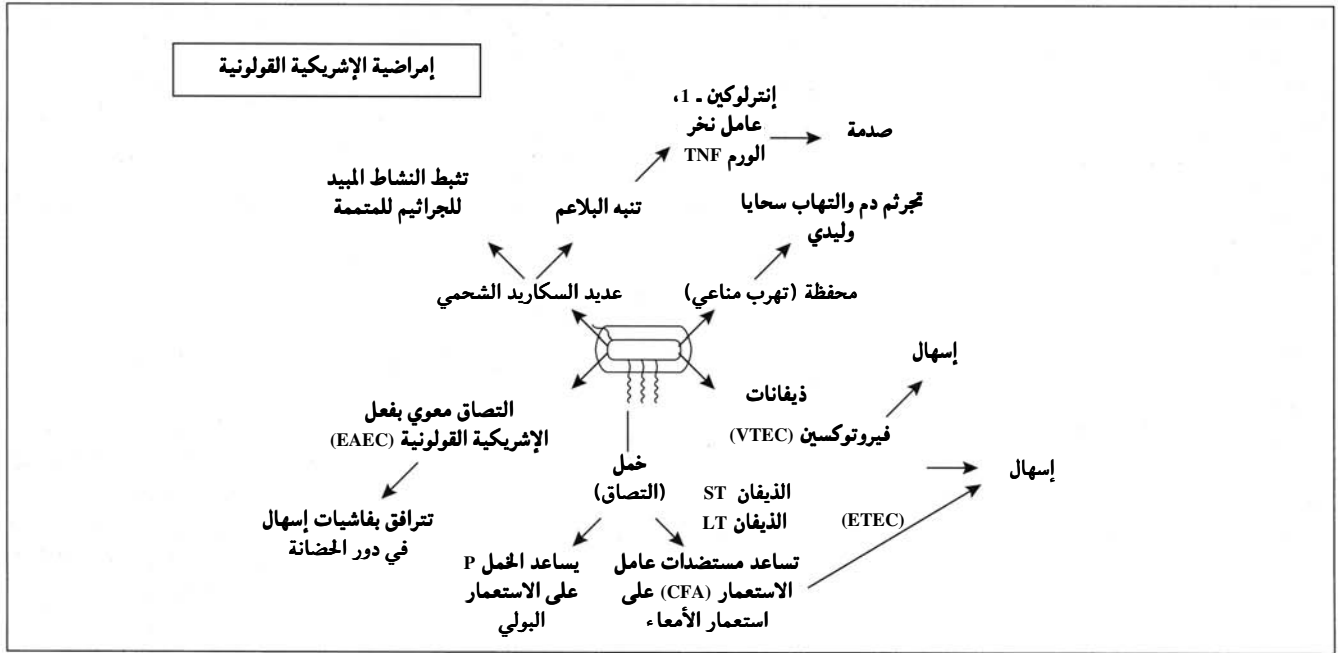 إمراضية الإشريكية القولونية
إنترلوكين ـ 1،
عامل نخر
الورم TNF
صدمة
تثبط النشاط المبيد
للجراثيم للمتممة
تنبه البلاعم
تجرثم دم والتهاب سحايا
وليدي
عديد السكاريد الشحمي
محفظة (تهرب مناعي)
إسهال
ذيفانات
التصاق معوي بفعل
الإشريكية القولونية (EAEC)
فيروتوكسين (VTEC)
خمل
(التصاق)
إسهال
الذيفان ST
الذيفان LT
(ETEC)
تترافق بفاشيات إسهال
في دور الحضانة
يساعد الخمل P
على الاستعمار
البولي
تساعد مستضدات عامل
الاستعمار (CFA) على
استعمار الأمعاء